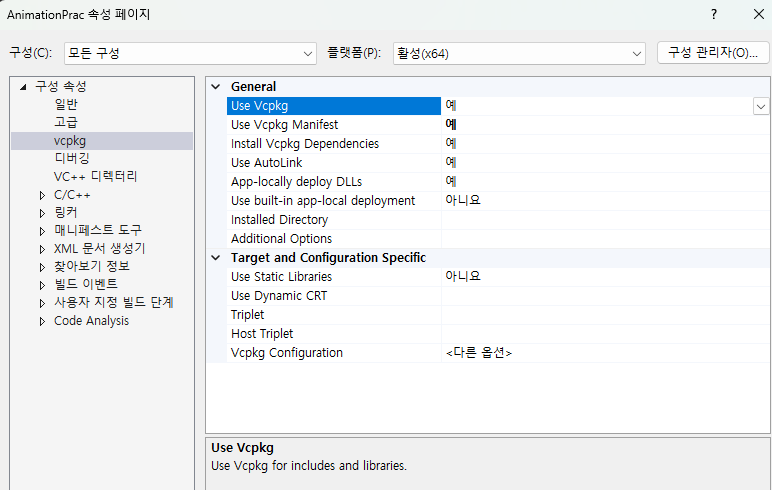 AnimationPrac 속성 페이지
? ×
구성(C): 모든 구성 플랫폼(P): 활성(x64) 구성 관리자(O)...
구성 속성
일반
고급
vcpkg
디버깅
VC++ 디렉터리
C/C++
링커
매니페스트 도구
XML 문서 생성기
찾아보기 정보
빌드 이벤트
사용자 지정 빌드 단계
Code Analysis
General
Use Vcpkg 예
Use Vcpkg Manifest 예
Install Vcpkg Dependencies 예
Use AutoLink 예
App-locally deploy DLLs 예
Use built-in app-local deployment 아니요
Installed Directory
Additional Options
Target and Configuration Specific
Use Static Libraries 아니요
Use Dynamic CRT
Triplet
Host Triplet
Vcpkg Configuration <다른 옵션>
Use Vcpkg
Use Vcpkg for includes and libraries.